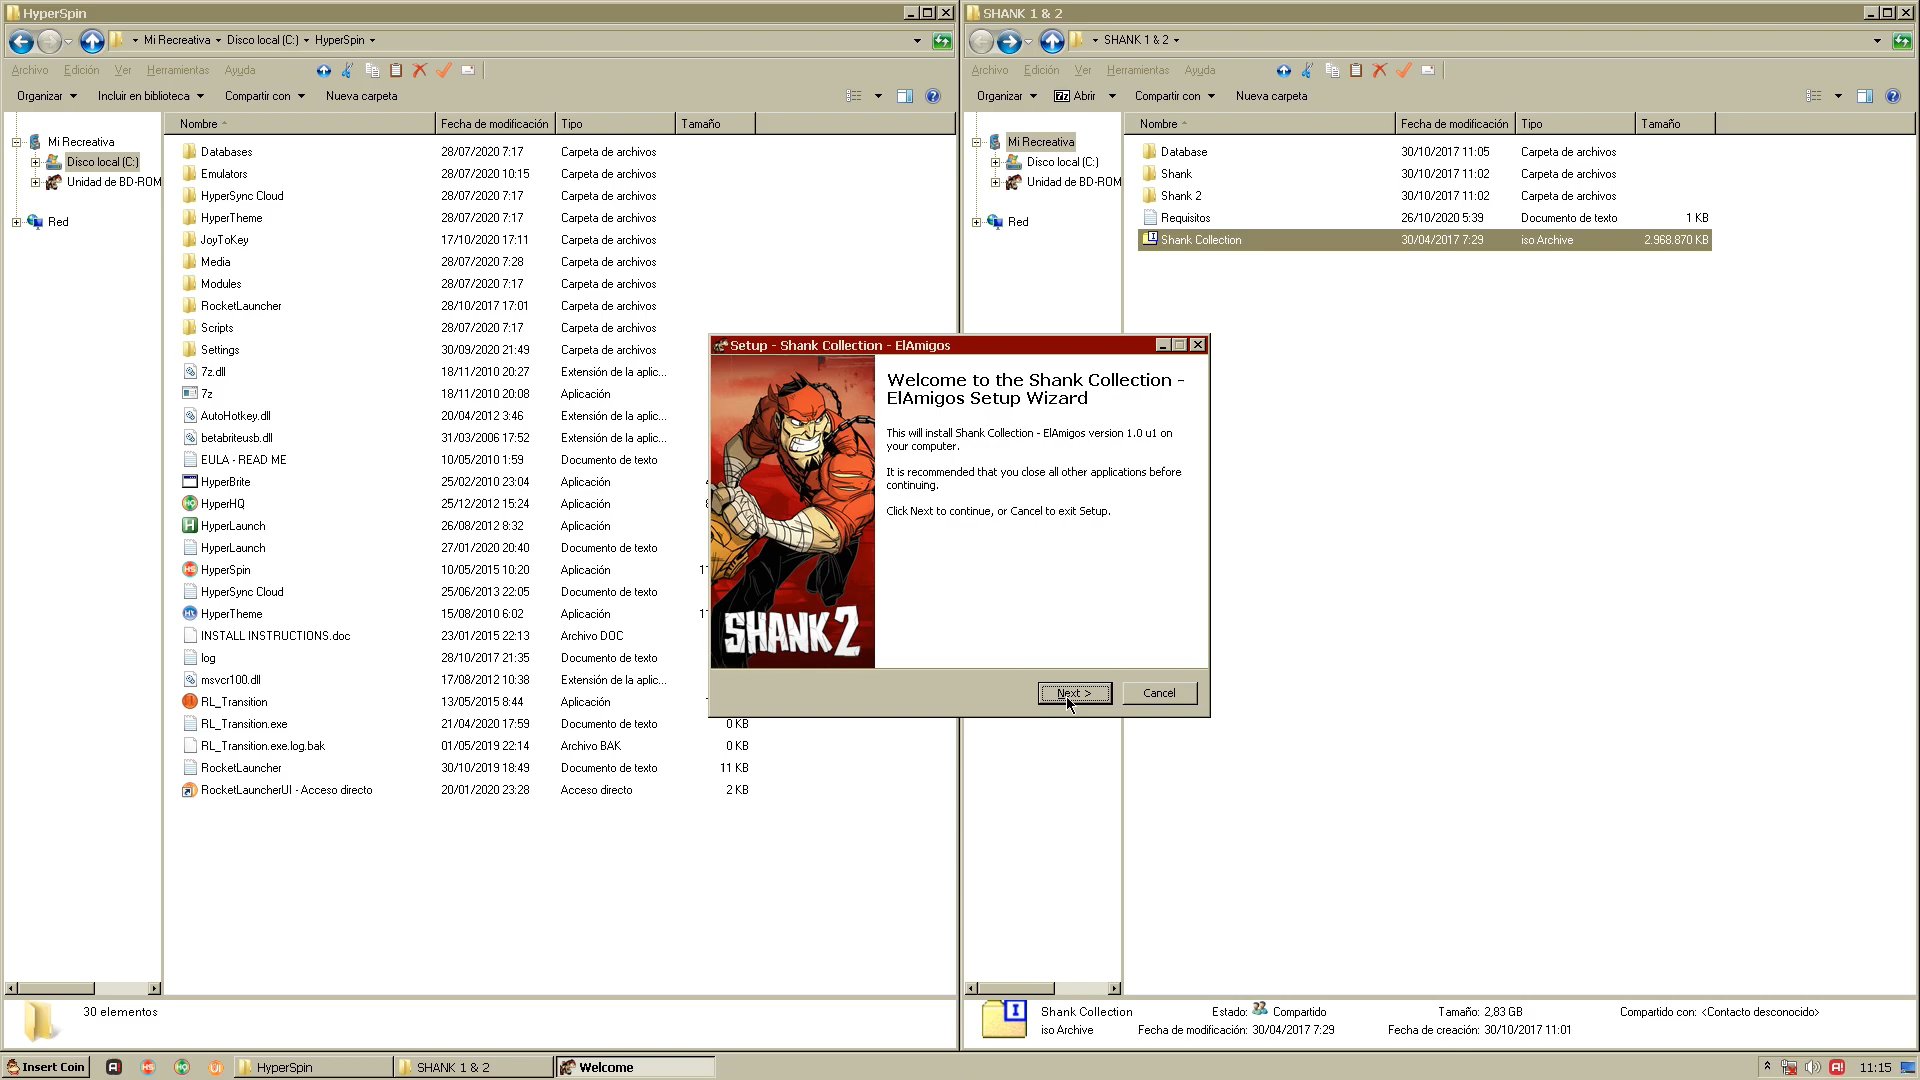 HyperSpin
Mi Recreativa
Disco local (C:)
HyperSpin
Archivo Edición Ver Herramientas Ayuda
Organizar Incluir en biblioteca Compartir con Nueva carpeta
Mi Recreativa
Disco local (C:)
Unidad de BD-ROM
Red
Nombre Fecha de modificación Tipo Tamaño
Databases 28/07/2020 7:17 Carpeta de archivos
Emulators 28/07/2020 10:15 Carpeta de archivos
HyperSync Cloud 28/07/2020 7:17 Carpeta de archivos
HyperTheme 28/07/2020 7:17 Carpeta de archivos
JoyToKey 17/10/2020 17:11 Carpeta de archivos
Media 28/07/2020 7:28 Carpeta de archivos
Modules 28/07/2020 7:17 Carpeta de archivos
RocketLauncher 28/10/2017 17:01 Carpeta de archivos
Scripts 28/07/2020 7:17 Carpeta de archivos
Settings 30/09/2020 21:49 Carpeta de archivos
7z.dll 18/11/2010 20:27 Extensión de la aplic...
7z 18/11/2010 20:08 Aplicación
AutoHotkey.dll 20/04/2012 3:46 Extensión de la aplic...
betabriteusb.dll 31/03/2006 17:52 Extensión de la aplic...
EULA - READ ME 10/05/2010 1:59 Documento de texto
HyperBrite 25/02/2010 23:04 Aplicación
HyperHQ 25/12/2012 15:24 Aplicación
HyperLaunch 26/08/2012 8:32 Aplicación
HyperLaunch 27/01/2020 20:40 Documento de texto
HyperSpin 10/05/2015 10:20 Aplicación
HyperSync Cloud 25/06/2013 22:05 Documento de texto
HyperTheme 15/08/2010 6:02 Aplicación
INSTALL INSTRUCTIONS.doc 23/01/2015 22:13 Archivo DOC
log 28/10/2017 21:35 Documento de texto
msvcr100.dll 17/08/2012 10:38 Extensión de la aplic...
RL_Transition 13/05/2015 8:44 Aplicación
RL_Transition.exe 21/04/2020 17:59 Documento de texto 0 KB
RL_Transition.exe.log.bak 01/05/2019 22:14 Archivo BAK 0 KB
RocketLauncher 30/10/2019 18:49 Documento de texto 11 KB
RocketLauncherUI - Acceso directo 20/01/2020 23:28 Acceso directo 2 KB
30 elementos
SHANK 1 & 2
SHANK 1 & 2
Archivo Edición Ver Herramientas Ayuda
Organizar 7z Abrir Compartir con Nueva carpeta
Mi Recreativa
Disco local (C:)
Unidad de BD-ROM
Red
Nombre Fecha de modificación Tipo Tamaño
Database 30/10/2017 11:05 Carpeta de archivos
Shank 30/10/2017 11:02 Carpeta de archivos
Shank 2 30/10/2017 11:02 Carpeta de archivos
Requisitos 26/10/2020 5:39 Documento de texto 1 KB
Shank Collection 30/04/2017 7:29 iso Archive 2.968.870 KB
Setup - Shank Collection - ElAmigos
Welcome to the Shank Collection -
ElAmigos Setup Wizard
This will install Shank Collection - ElAmigos version 1.0 u1 on
your computer.
It is recommended that you close all other applications before
continuing.
Click Next to continue, or Cancel to exit Setup.
SHANK 2
Next > Cancel
Shank Collection Estado: Compartido Tamaño: 2,83 GB Compartido con: <Contacto desconocido>
iso Archive Fecha de modificación: 30/04/2017 7:29 Fecha de creación: 30/10/2017 11:01
Insert Coin HyperSpin SHANK 1 & 2 Welcome 11:15